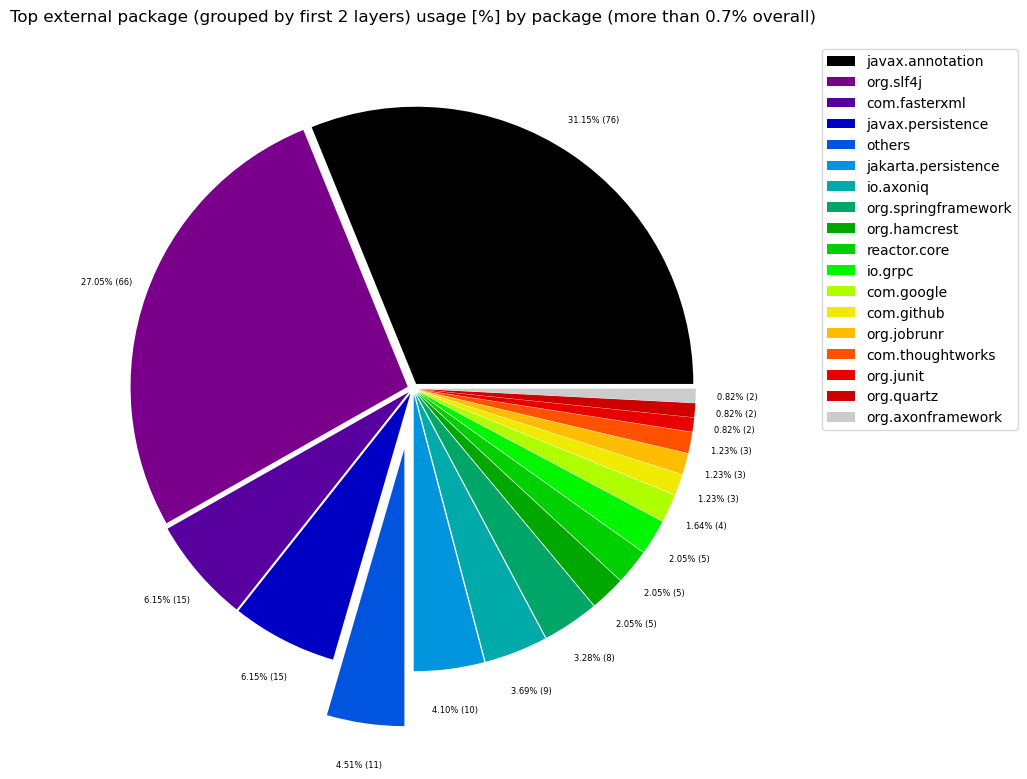 Top external package (grouped by first 2 layers) usage [%] by package (more than 0.7% overall)
31.15% (76)
27.05% (66)
6.15% (15)
6.15% (15)
4.51% (11)
4.10% (10)
3.69% (9)
3.28% (8)
2.05% (5)
2.05% (5)
2.05% (5)
1.64% (4)
1.23% (3)
1.23% (3)
1.23% (3)
0.82% (2)
0.82% (2)
0.82% (2)
javax.annotation
org.slf4j
com.fasterxml
javax.persistence
others
jakarta.persistence
io.axoniq
org.springframework
org.hamcrest
reactor.core
io.grpc
com.google
com.github
org.jobrunr
com.thoughtworks
org.junit
org.quartz
org.axonframework